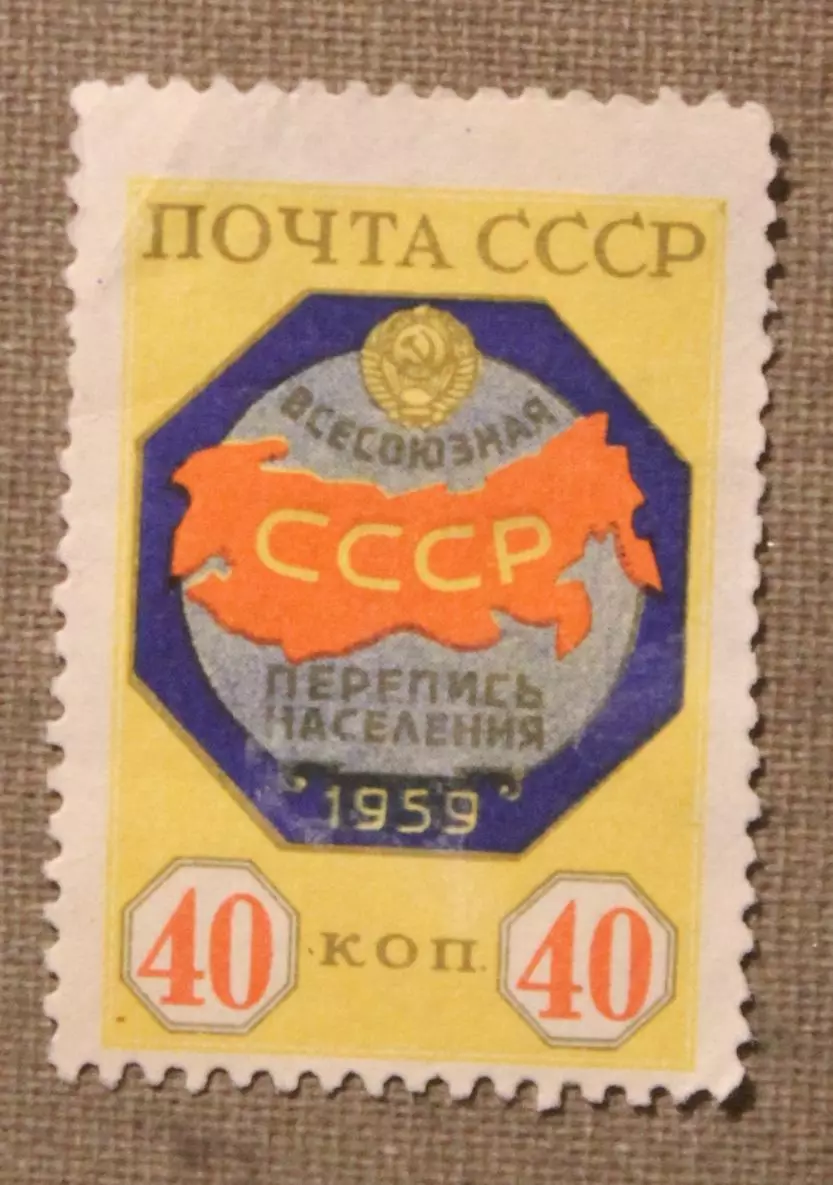 ПОЧТА СССР
ВСЕСОЮЗНАЯ
СССР
ПЕРЕПИСЬ
НАСЕЛЕНИЯ
1959
40 КОП. 40